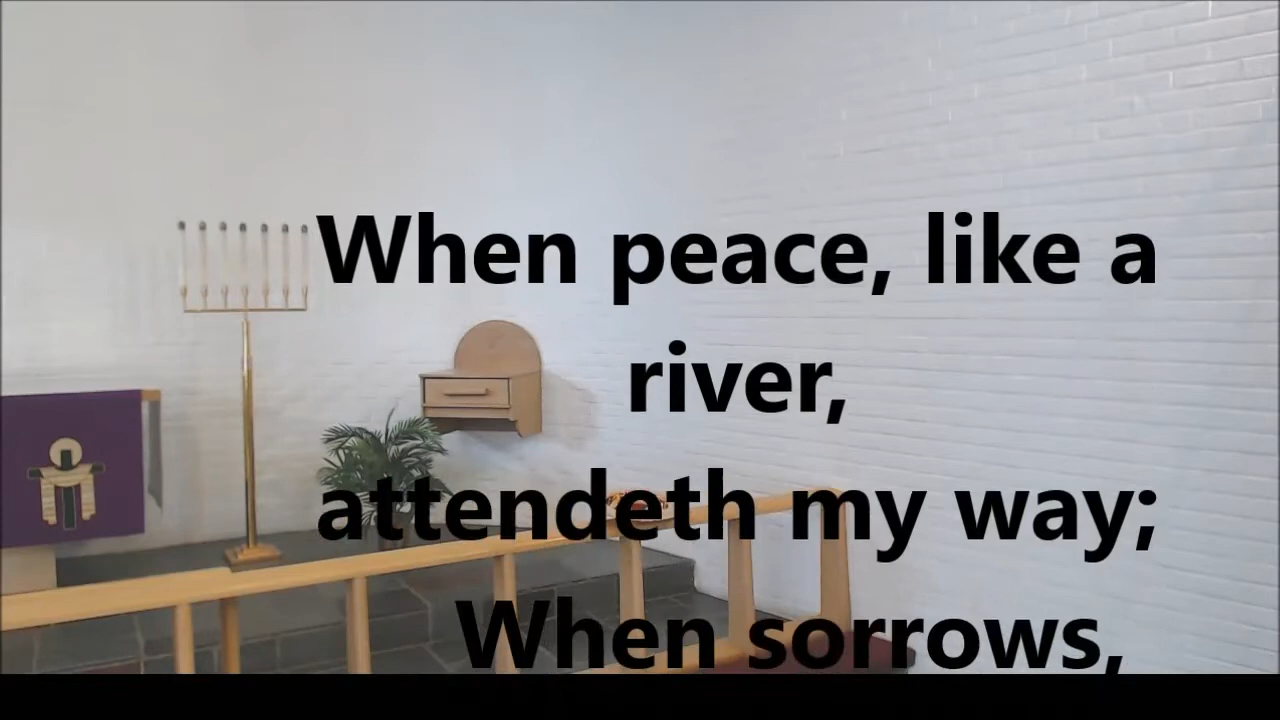 When peace, like a
river,
attendeth my way;
When sorrows,